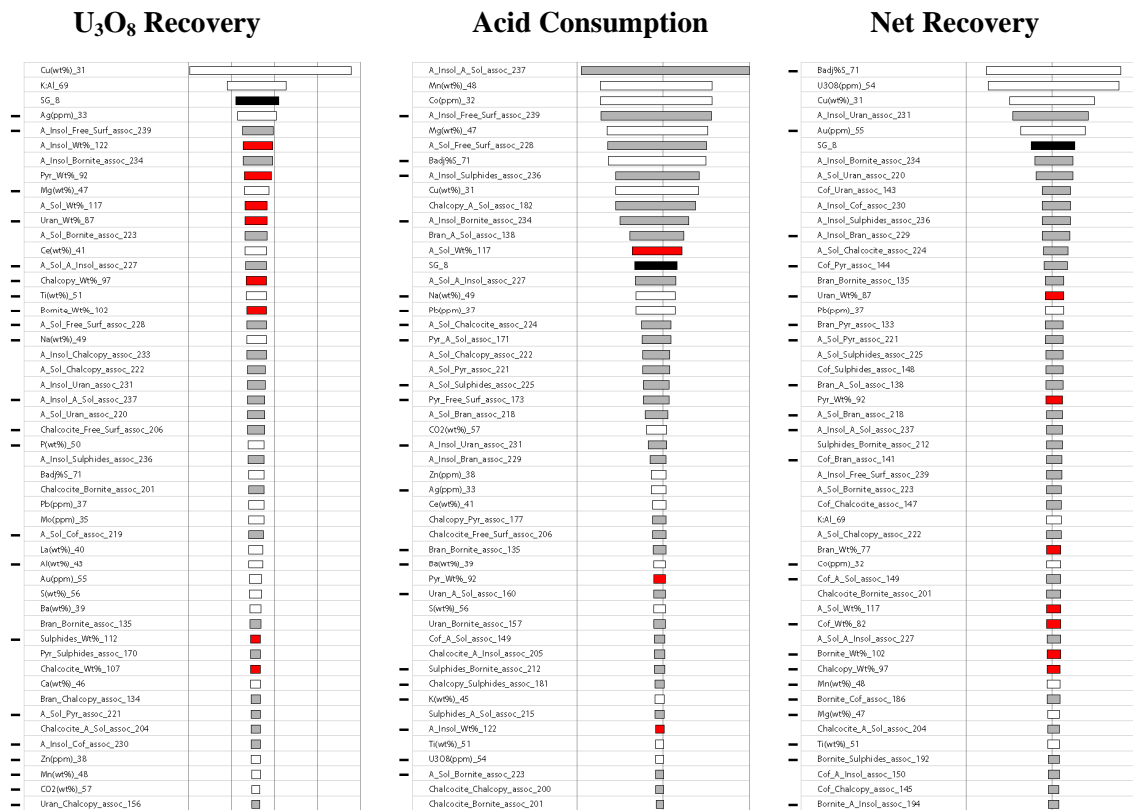 U₃O₈ Recovery
Cu(wt%)_31
K:Al_69
SG_8
Ag(ppm)_33
A_Insol_Free_Surf_assoc_239
A_Insol_Wt%_122
A_Insol_Bornite_assoc_234
Pyr_Wt%_92
Mg(wt%)_47
A_Sol_Wt%_117
Uran_Wt%_87
A_Sol_Bornite_assoc_223
Ce(wt%)_41
A_Sol_A_Insol_assoc_227
Chalcopy_Wt%_97
Ti(wt%)_51
Bornite_Wt%_102
A_Sol_Free_Surf_assoc_228
Na(wt%)_49
A_Insol_Chalcopy_assoc_233
A_Sol_Chalcopy_assoc_222
A_Insol_Uran_assoc_231
A_Insol_A_Sol_assoc_237
A_Sol_Uran_assoc_220
Chalcocite_Free_Surf_assoc_206
P(wt%)_50
A_Insol_Sulphides_assoc_236
Badj%S_71
Chalcocite_Bornite_assoc_201
Pb(ppm)_37
Mo(ppm)_35
A_Sol_Cof_assoc_219
La(wt%)_40
Al(wt%)_43
Au(ppm)_55
S(wt%)_56
Ba(wt%)_39
Bran_Bornite_assoc_135
Sulphides_Wt%_112
Pyr_Sulphides_assoc_170
Chalcocite_Wt%_107
Ca(wt%)_46
Bran_Chalcopy_assoc_134
A_Sol_Pyr_assoc_221
Chalcocite_A_Sol_assoc_204
A_Insol_Cof_assoc_230
Zn(ppm)_38
Mn(wt%)_48
CO2(wt%)_57
Uran_Chalcopy_assoc_156
Acid Consumption
A_Insol_A_Sol_assoc_237
Mn(wt%)_48
Co(ppm)_32
A_Insol_Free_Surf_assoc_239
Mg(wt%)_47
A_Sol_Free_Surf_assoc_228
Badj%S_71
A_Insol_Sulphides_assoc_236
Cu(wt%)_31
Chalcopy_A_Sol_assoc_182
A_Insol_Bornite_assoc_234
Bran_A_Sol_assoc_138
A_Sol_Wt%_117
SG_8
A_Sol_A_Insol_assoc_227
Na(wt%)_49
Pb(ppm)_37
A_Sol_Chalcocite_assoc_224
Pyr_A_Sol_assoc_171
A_Sol_Chalcopy_assoc_222
A_Sol_Pyr_assoc_221
A_Sol_Sulphides_assoc_225
Pyr_Free_Surf_assoc_173
A_Sol_Bran_assoc_218
CO2(wt%)_57
A_Insol_Uran_assoc_231
A_Insol_Bran_assoc_229
Zn(ppm)_38
Ag(ppm)_33
Ce(wt%)_41
Chalcopy_Pyr_assoc_177
Chalcocite_Free_Surf_assoc_206
Bran_Bornite_assoc_135
Ba(wt%)_39
Pyr_Wt%_92
Uran_A_Sol_assoc_160
S(wt%)_56
Uran_Bornite_assoc_157
Cof_A_Sol_assoc_149
Chalcocite_A_Insol_assoc_205
Sulphides_Bornite_assoc_212
Chalcopy_Sulphides_assoc_181
K(wt%)_45
Sulphides_A_Sol_assoc_215
A_Insol_Wt%_122
Ti(wt%)_51
U3O8(ppm)_54
A_Sol_Bornite_assoc_223
Chalcocite_Chalcopy_assoc_200
Chalcocite_Bornite_assoc_201
Net Recovery
Badj%S_71
U3O8(ppm)_54
Cu(wt%)_31
A_Insol_Uran_assoc_231
Au(ppm)_55
SG_8
A_Insol_Bornite_assoc_234
A_Sol_Uran_assoc_220
Cof_Uran_assoc_143
A_Insol_Cof_assoc_230
A_Insol_Sulphides_assoc_236
A_Insol_Bran_assoc_229
A_Sol_Chalcocite_assoc_224
Cof_Pyr_assoc_144
Bran_Bornite_assoc_135
Uran_Wt%_87
Pb(ppm)_37
Bran_Pyr_assoc_133
A_Sol_Pyr_assoc_221
A_Sol_Sulphides_assoc_225
Cof_Sulphides_assoc_148
Bran_A_Sol_assoc_138
Pyr_Wt%_92
A_Sol_Bran_assoc_218
A_Insol_A_Sol_assoc_237
Sulphides_Bornite_assoc_212
Cof_Bran_assoc_141
A_Insol_Free_Surf_assoc_239
A_Sol_Bornite_assoc_223
Cof_Chalcocite_assoc_147
K:Al_69
A_Sol_Chalcopy_assoc_222
Bran_Wt%_77
Co(ppm)_32
Cof_A_Sol_assoc_149
Chalcocite_Bornite_assoc_201
A_Sol_Wt%_117
Cof_Wt%_82
A_Sol_A_Insol_assoc_227
Bornite_Wt%_102
Chalcopy_Wt%_97
Mn(wt%)_48
Bornite_Cof_assoc_186
Mg(wt%)_47
Chalcocite_A_Sol_assoc_204
Ti(wt%)_51
Bornite_Sulphides_assoc_192
Cof_A_Insol_assoc_150
Cof_Chalcopy_assoc_145
Bornite_A_Insol_assoc_194